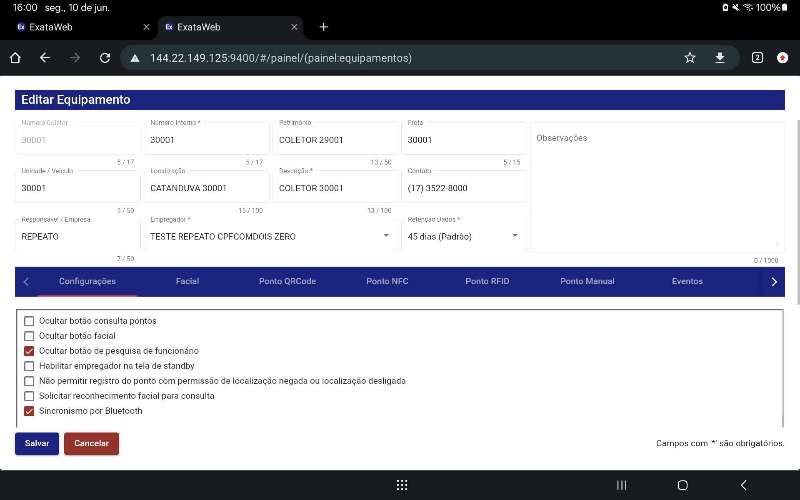 16:00 seg., 10 de jun. 100%
ExataWeb ExataWeb
144.22.149.125:9400/#/painel/(painel:equipamentos) 2
Editar Equipamento
Número Coletor Número Interno * Patrimônio Frota
30001 30001 COLETOR 29001 30001 Observações
5 / 17 5 / 17 13 / 50 5 / 15
Unidade / Veículo Localização Descrição * Contato
30001 CATANDUVA 30001 COLETOR 30001 (17) 3522-8000
5 / 50 15 / 100 13 / 100
Responsável / Empresa Empregador * Retenção Dados *
REPEATO TESTE REPEATO CPFCOMDOIS ZERO 45 dias (Padrão)
7 / 50 0 / 1000
Configurações Facial Ponto QRCode Ponto NFC Ponto RFID Ponto Manual Eventos
Ocultar botão consulta pontos
Ocultar botão facial
Ocultar botão de pesquisa de funcionário
Habilitar empregador na tela de standby
Não permitir registro do ponto com permissão de localização negada ou localização desligada
Solicitar reconhecimento facial para consulta
Sincronismo por Bluetooth
Salvar Cancelar Campos com '*' são obrigatórios.